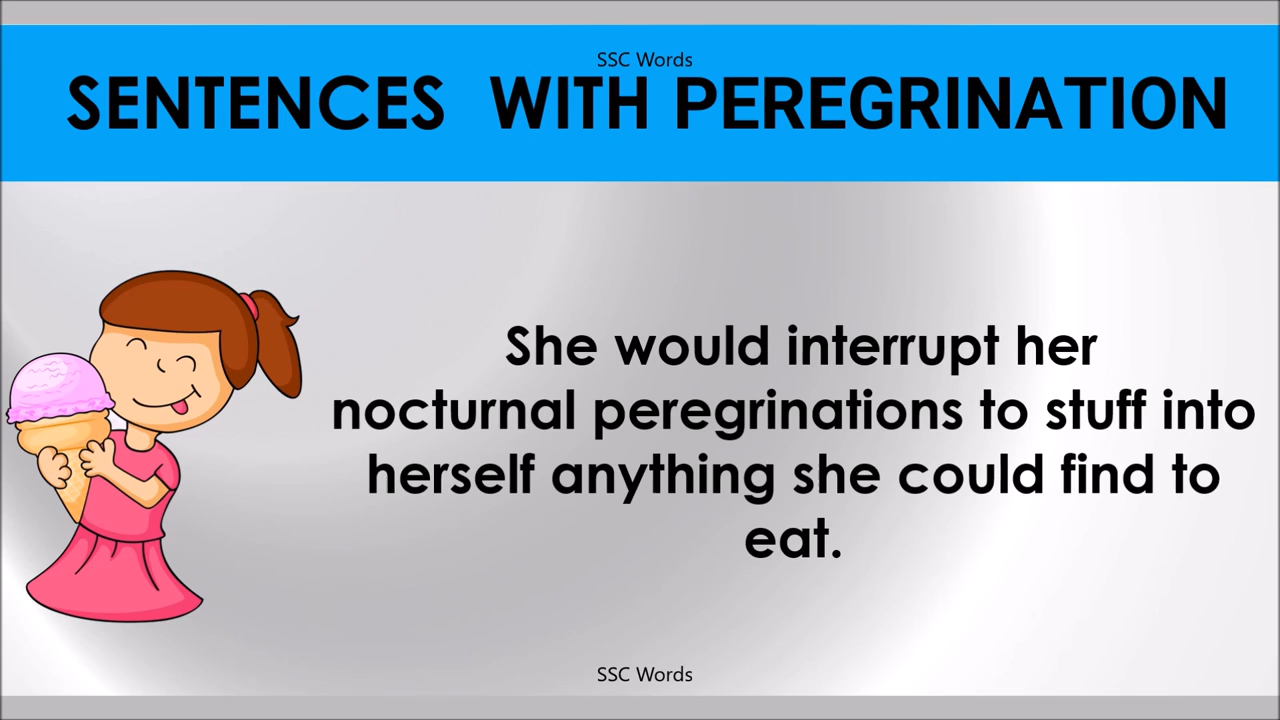 SSC Words
SENTENCES WITH PEREGRINATION
She would interrupt her
nocturnal peregrinations to stuff into
herself anything she could find to
eat.
SSC Words